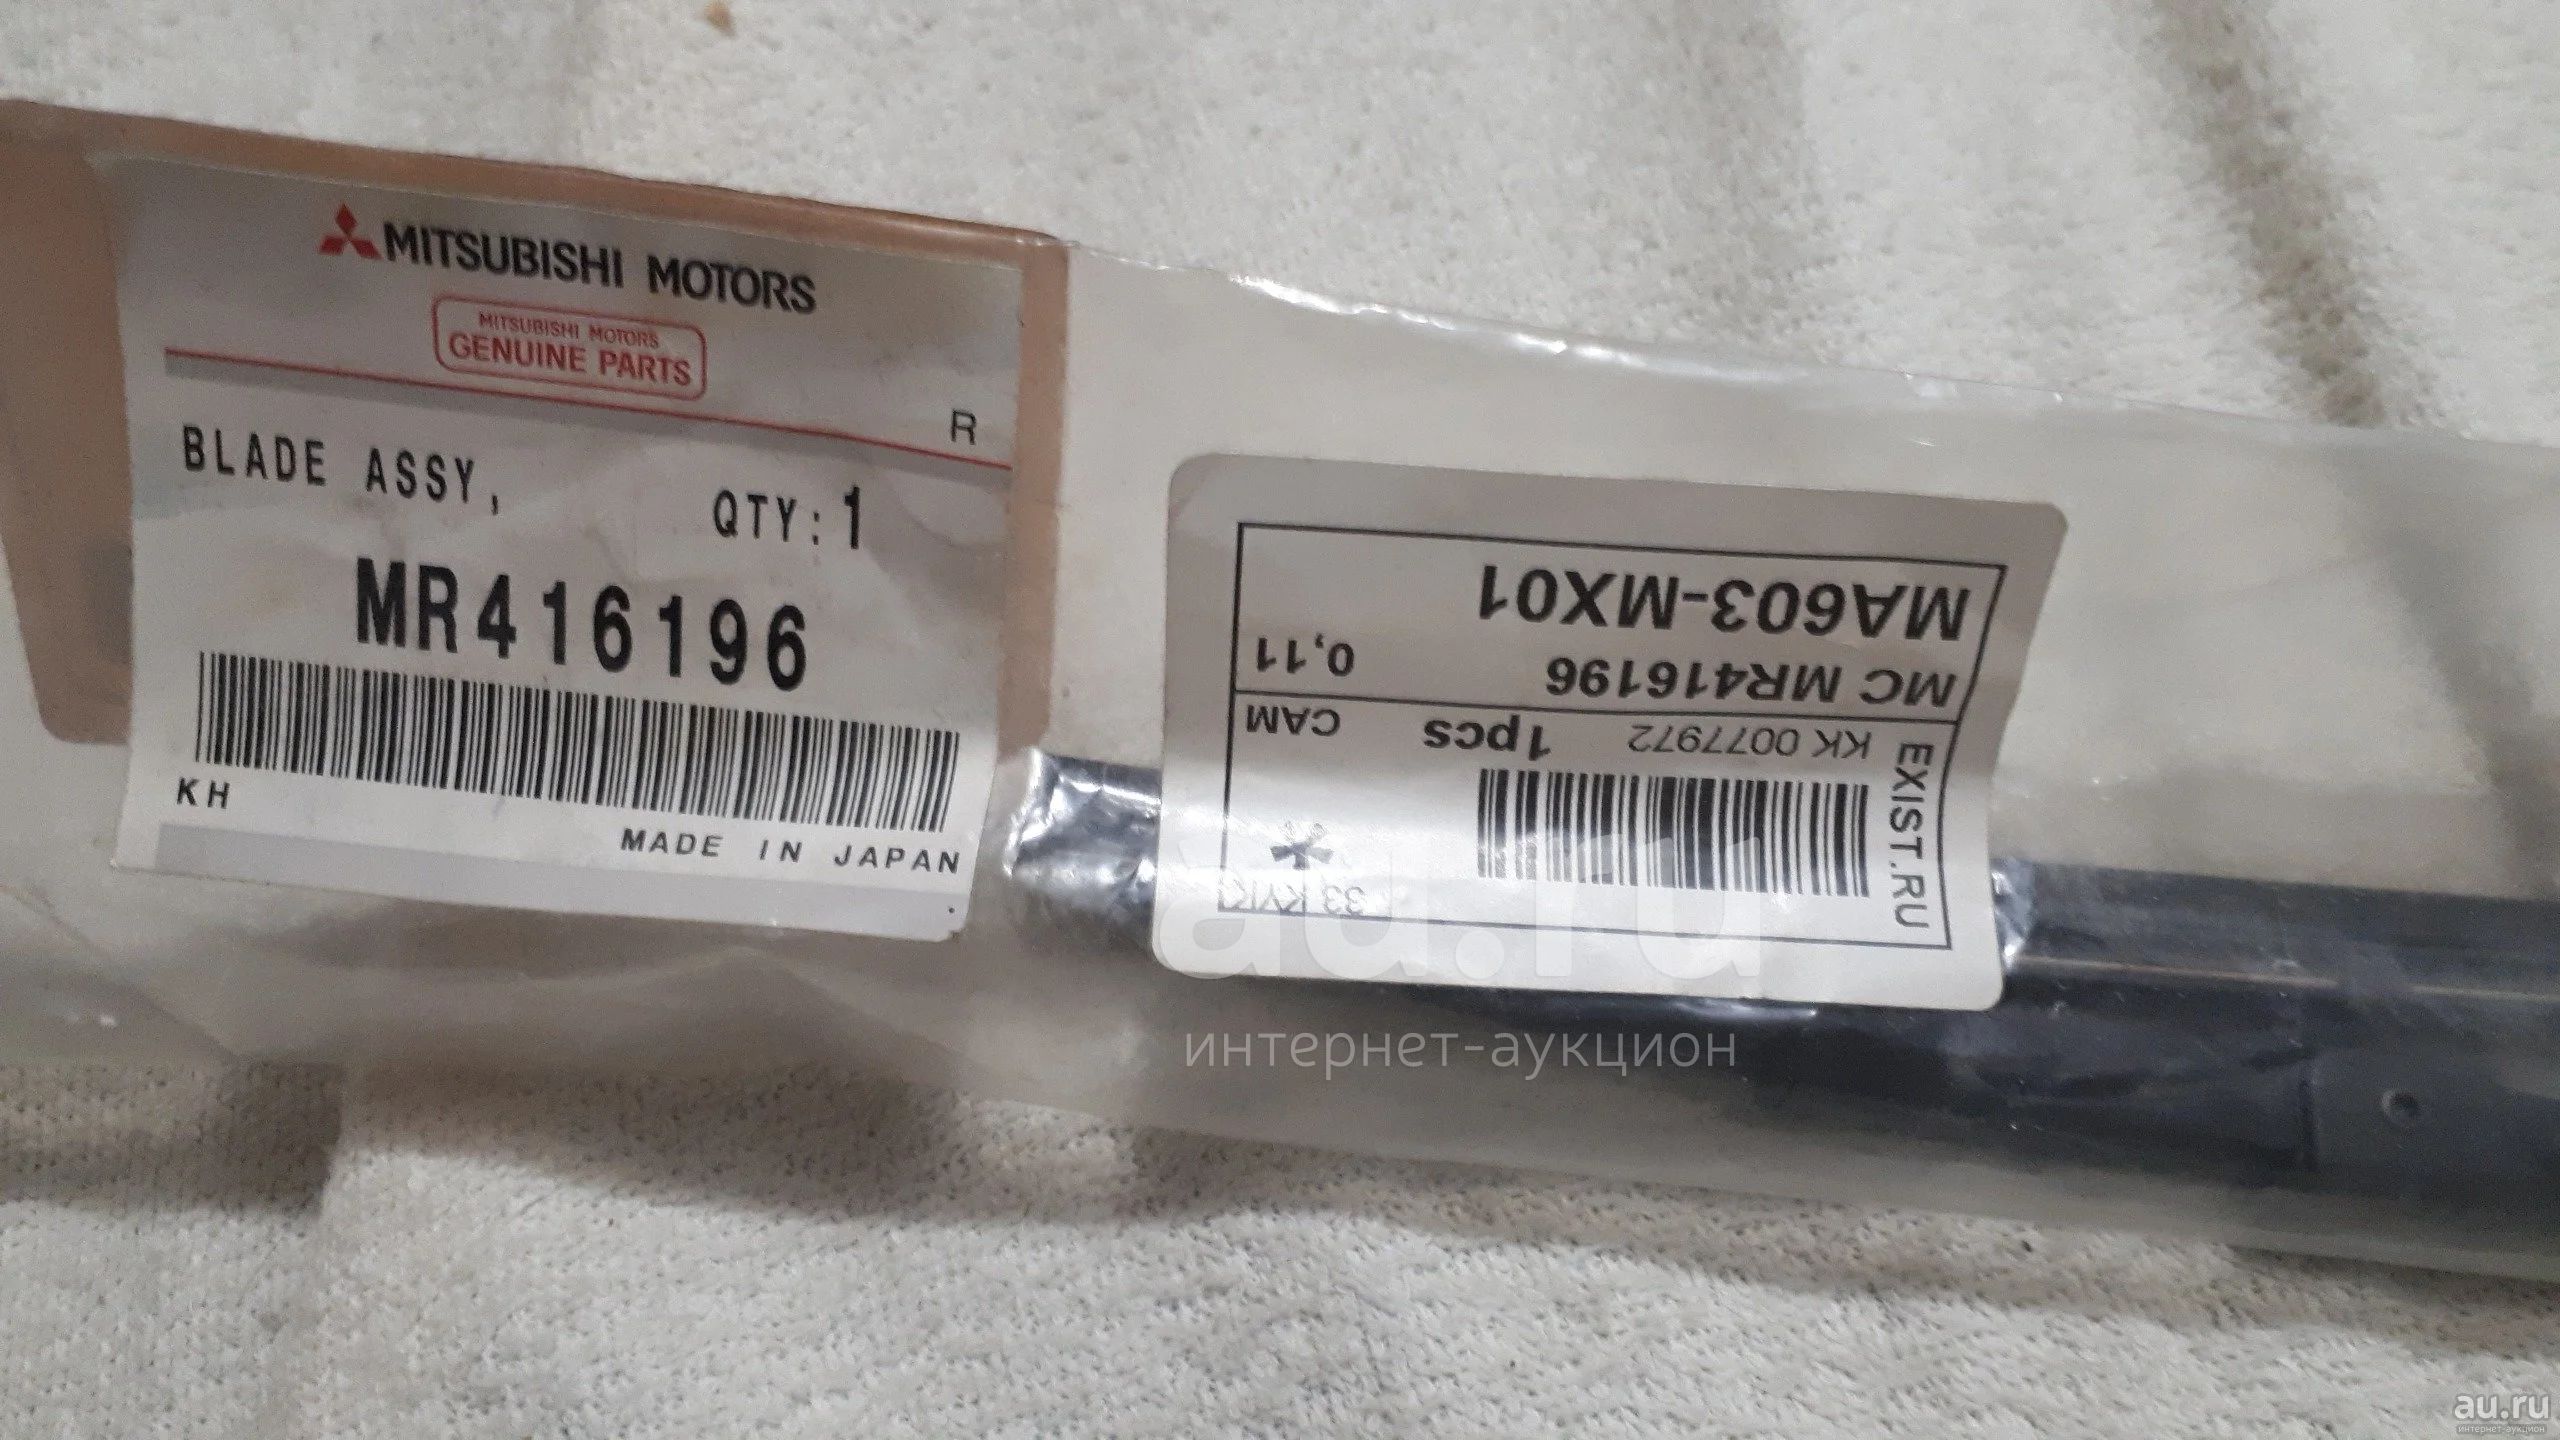 MITSUBISHI MOTORS
MITSUBISHI MOTORS
GENUINE PARTS
R
BLADE ASSY,
QTY:1
MR416196
KH
MADE IN JAPAN
MA603-MX01
MC MR416196 0,11
KK 0077972 1pcs CAM
EXIST.RU
33
au.ru
интернет-аукцион
au.ru
интернет-аукцион